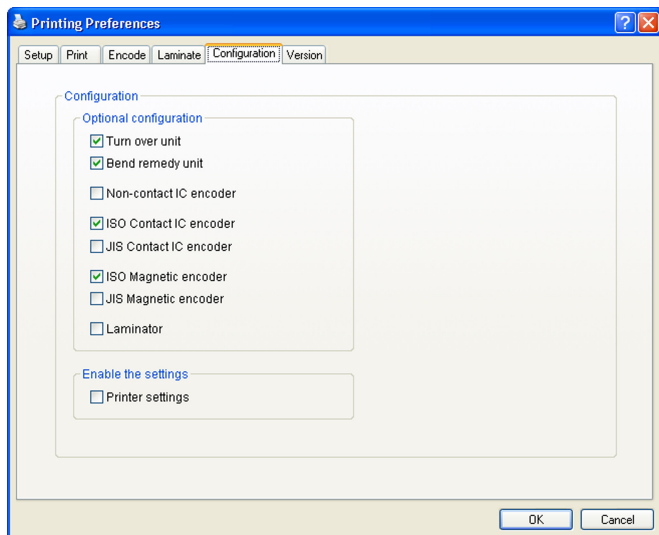 Printing Preferences
Setup Print Encode Laminate Configuration Version
Configuration
Optional configuration
Turn over unit
Bend remedy unit
Non-contact IC encoder
ISO Contact IC encoder
JIS Contact IC encoder
ISO Magnetic encoder
JIS Magnetic encoder
Laminator
Enable the settings
Printer settings
OK Cancel